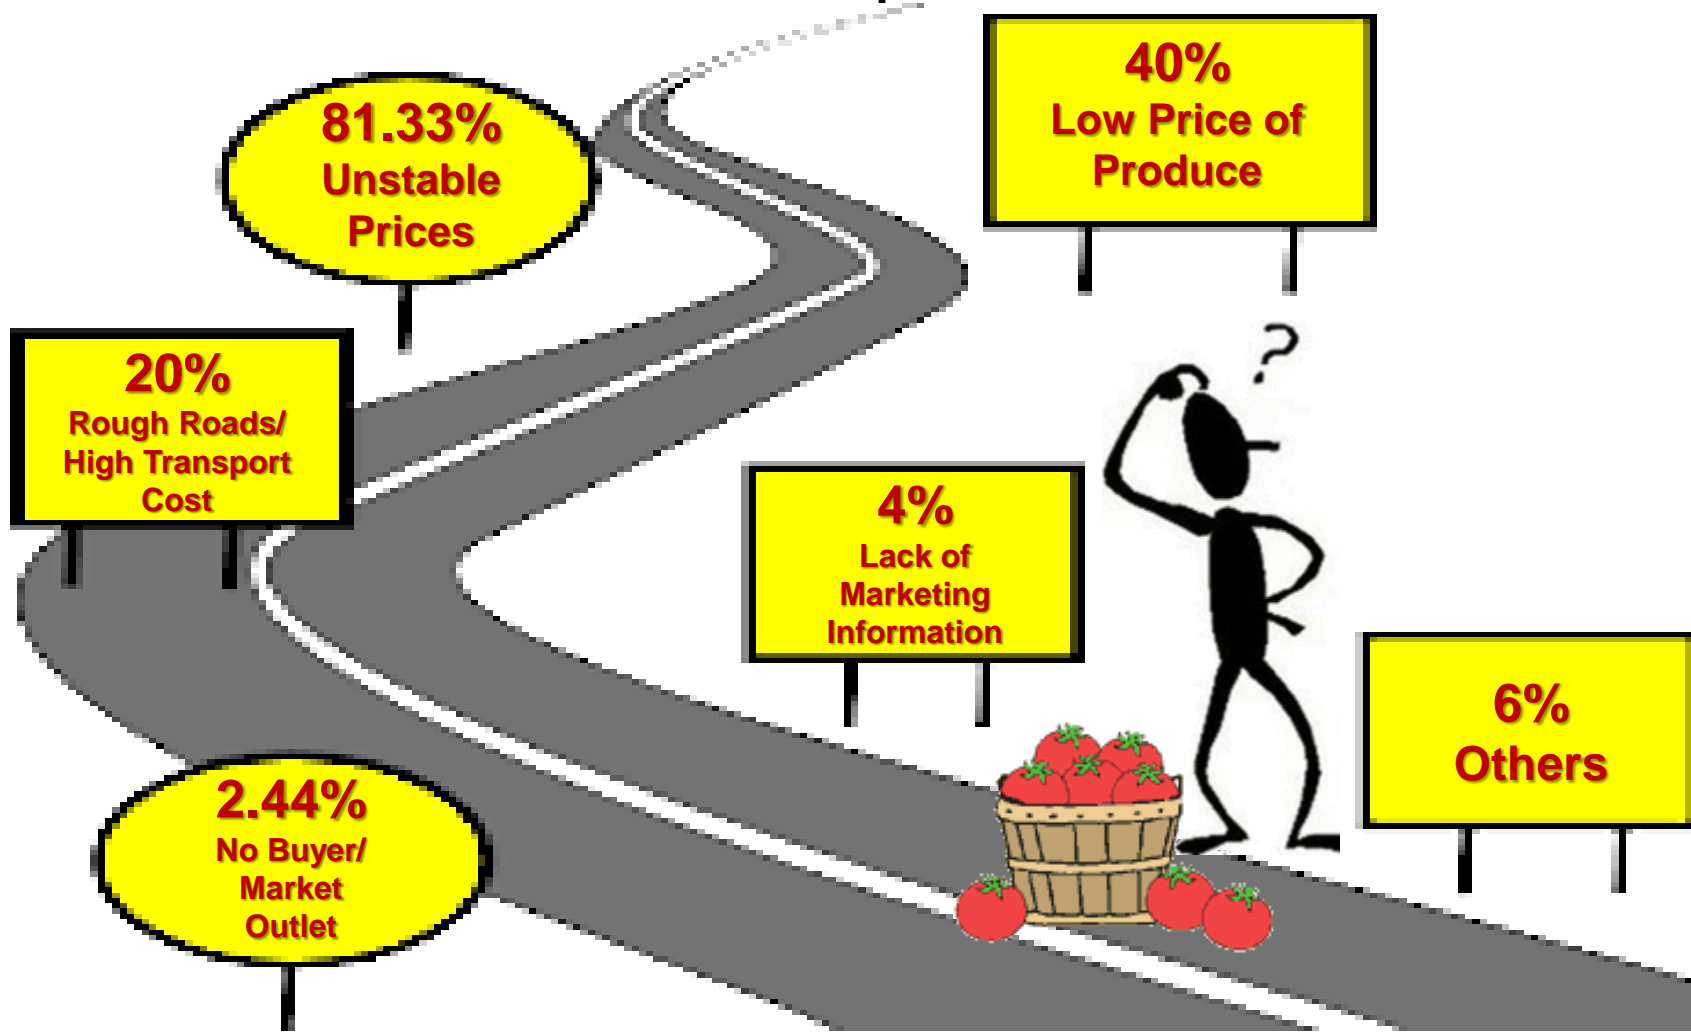 81.33%
Unstable
Prices
40%
Low Price of
Produce
20%
Rough Roads/
High Transport
Cost
4%
Lack of
Marketing
Information
6%
Others
2.44%
No Buyer/
Market
Outlet
?